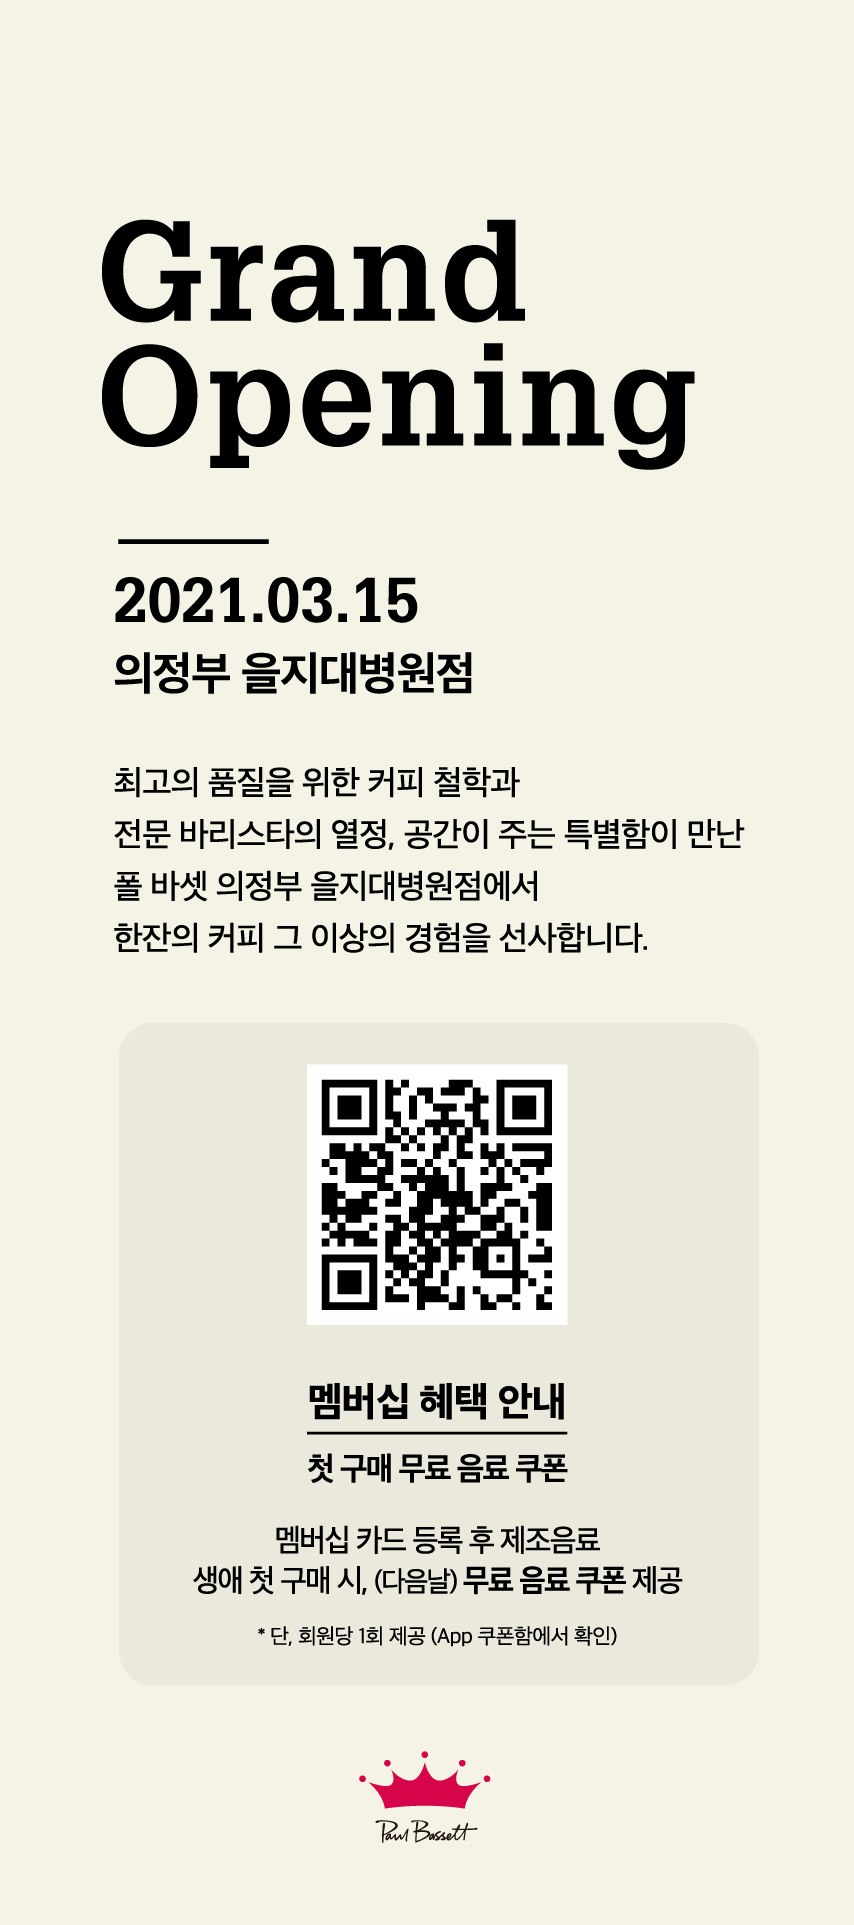 Grand
Opening
2021.03.15
의정부 을지대병원점
최고의 품질을 위한 커피 철학과
전문 바리스타의 열정, 공간이 주는 특별함이 만난
폴 바셋 의정부 을지대병원점에서
한잔의 커피 그 이상의 경험을 선사합니다.
멤버십 혜택 안내
첫 구매 무료 음료 쿠폰
멤버십 카드 등록 후 제조음료
생애 첫 구매 시, (다음날) 무료 음료 쿠폰 제공
* 단, 회원당 1회 제공 (App 쿠폰함에서 확인)
Paul Bassett